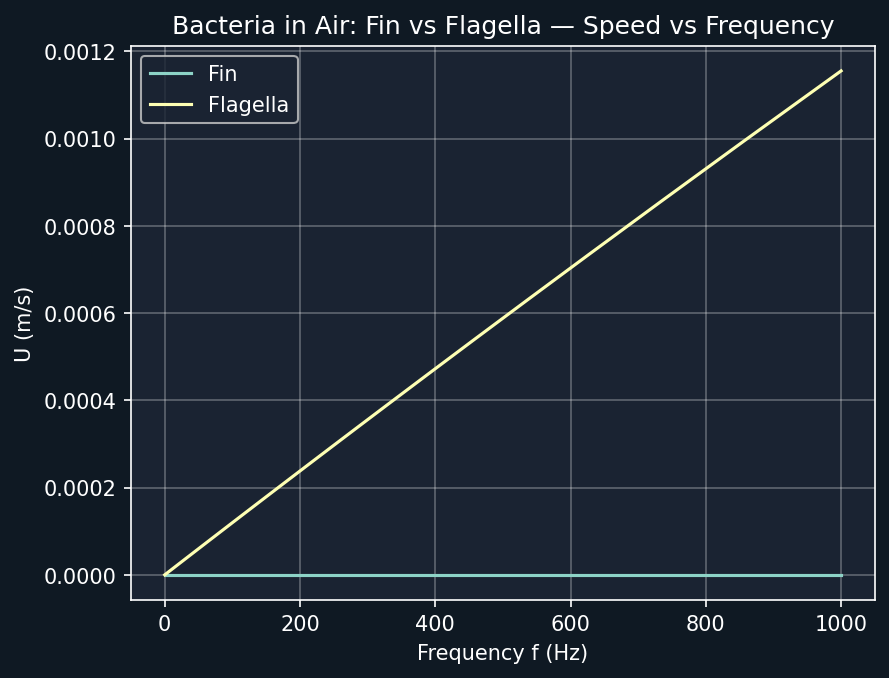 Bacteria in Air: Fin vs Flagella — Speed vs Frequency
Fin
Flagella
0.0012
0.0010
0.0008
0.0006
0.0004
0.0002
0.0000
U (m/s)
0 200 400 600 800 1000
Frequency f (Hz)